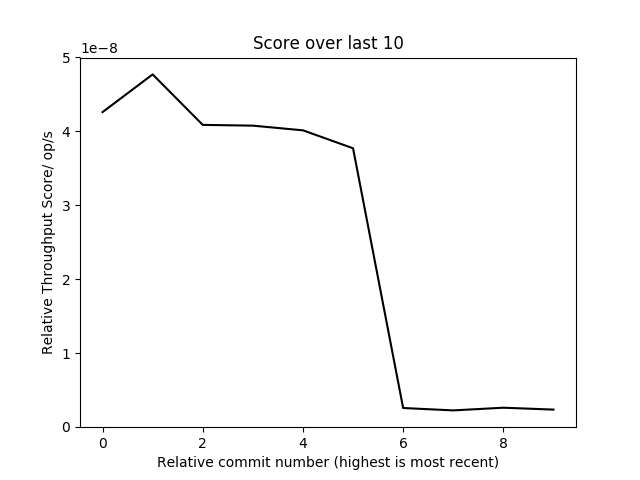 Score over last 10
1e−8
5
4
3
2
1
0
Relative Throughput Score/ op/s
0 2 4 6 8
Relative commit number (highest is most recent)